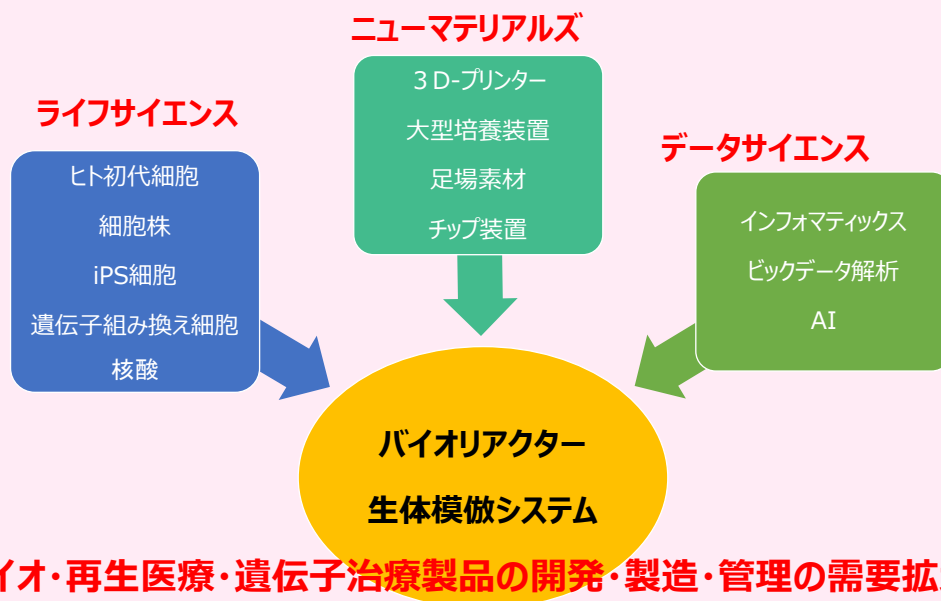 ニューマテリアルズ
3D-プリンター
大型培養装置
足場素材
チップ装置
ライフサイエンス
ヒト初代細胞
細胞株
iPS細胞
遺伝子組み換え細胞
核酸
データサイエンス
インフォマティックス
ビックデータ解析
AI
バイオリアクター
生体模倣システム
イオ・再生医療・遺伝子治療製品の開発・製造・管理の需要拡